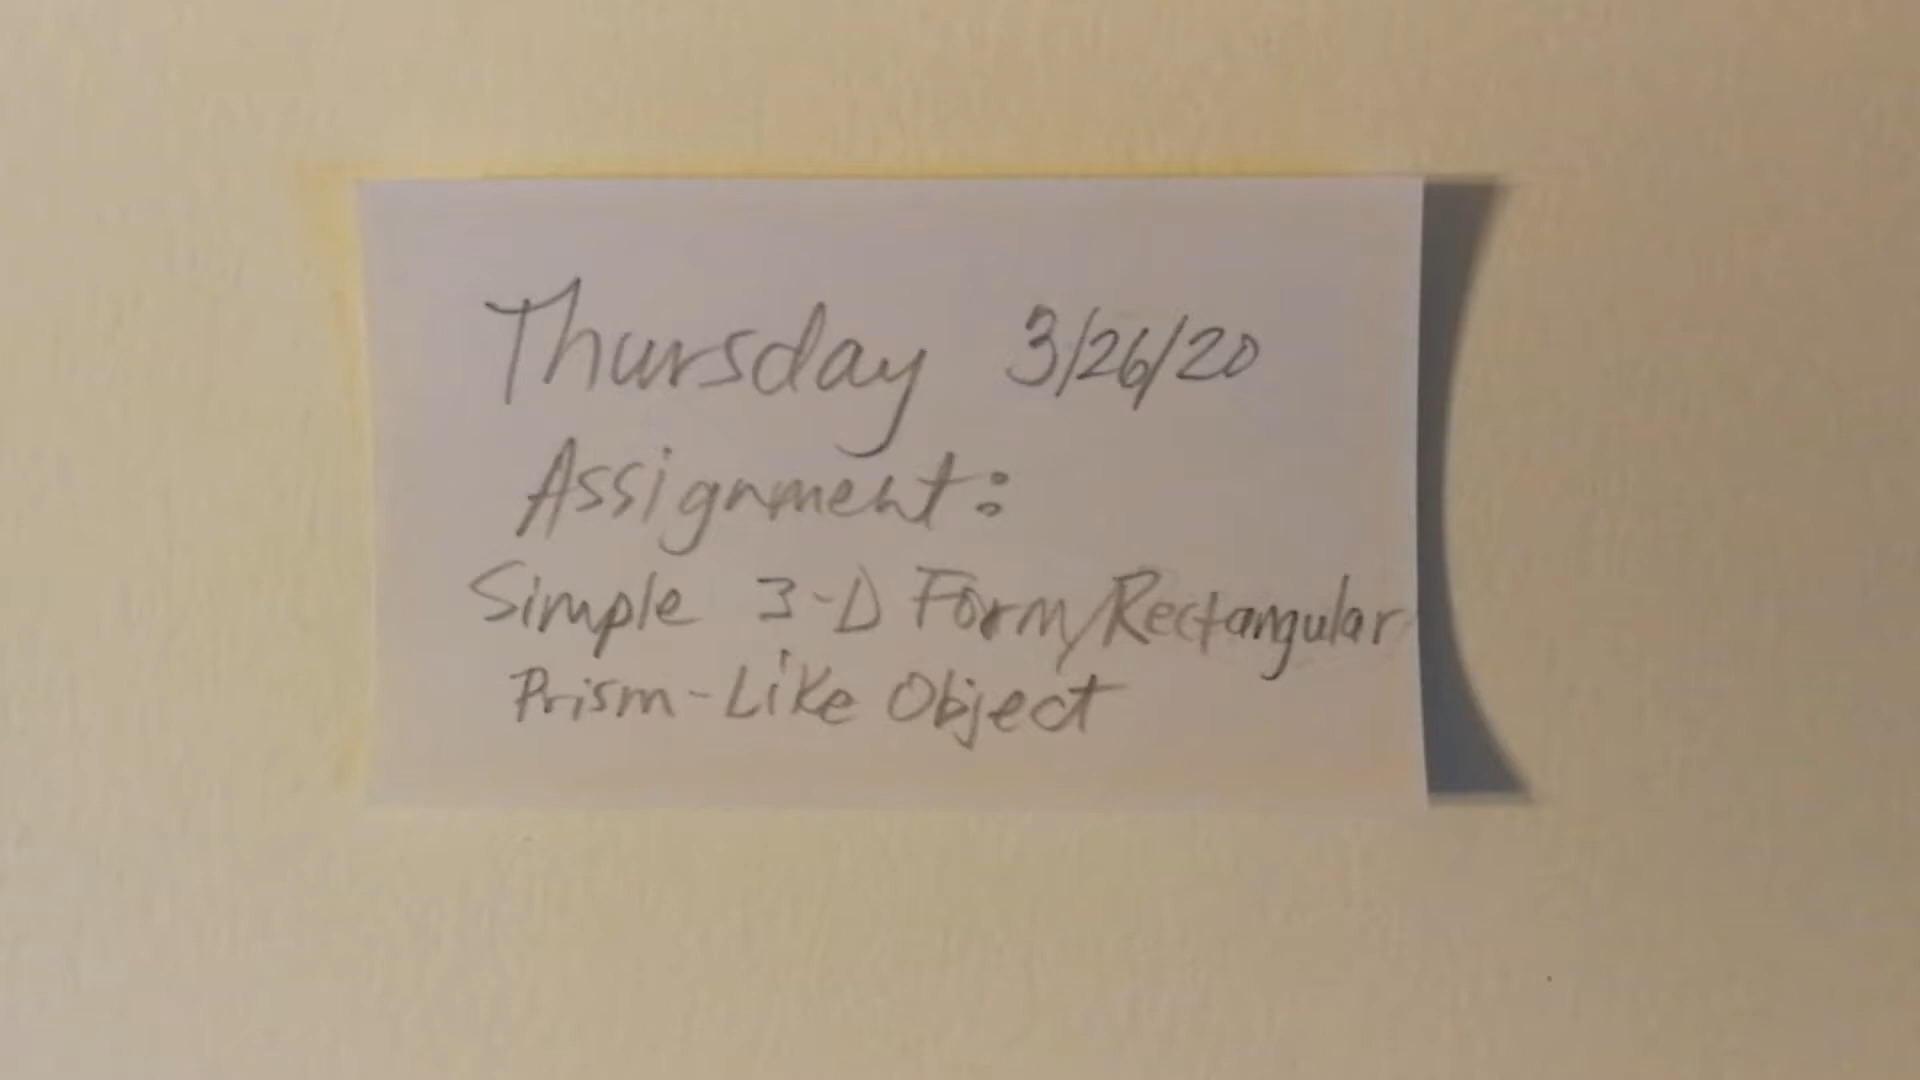 Thursday 3/26/20
Assignment:
Simple 3-D Form/Rectangular
Prism-Like Object